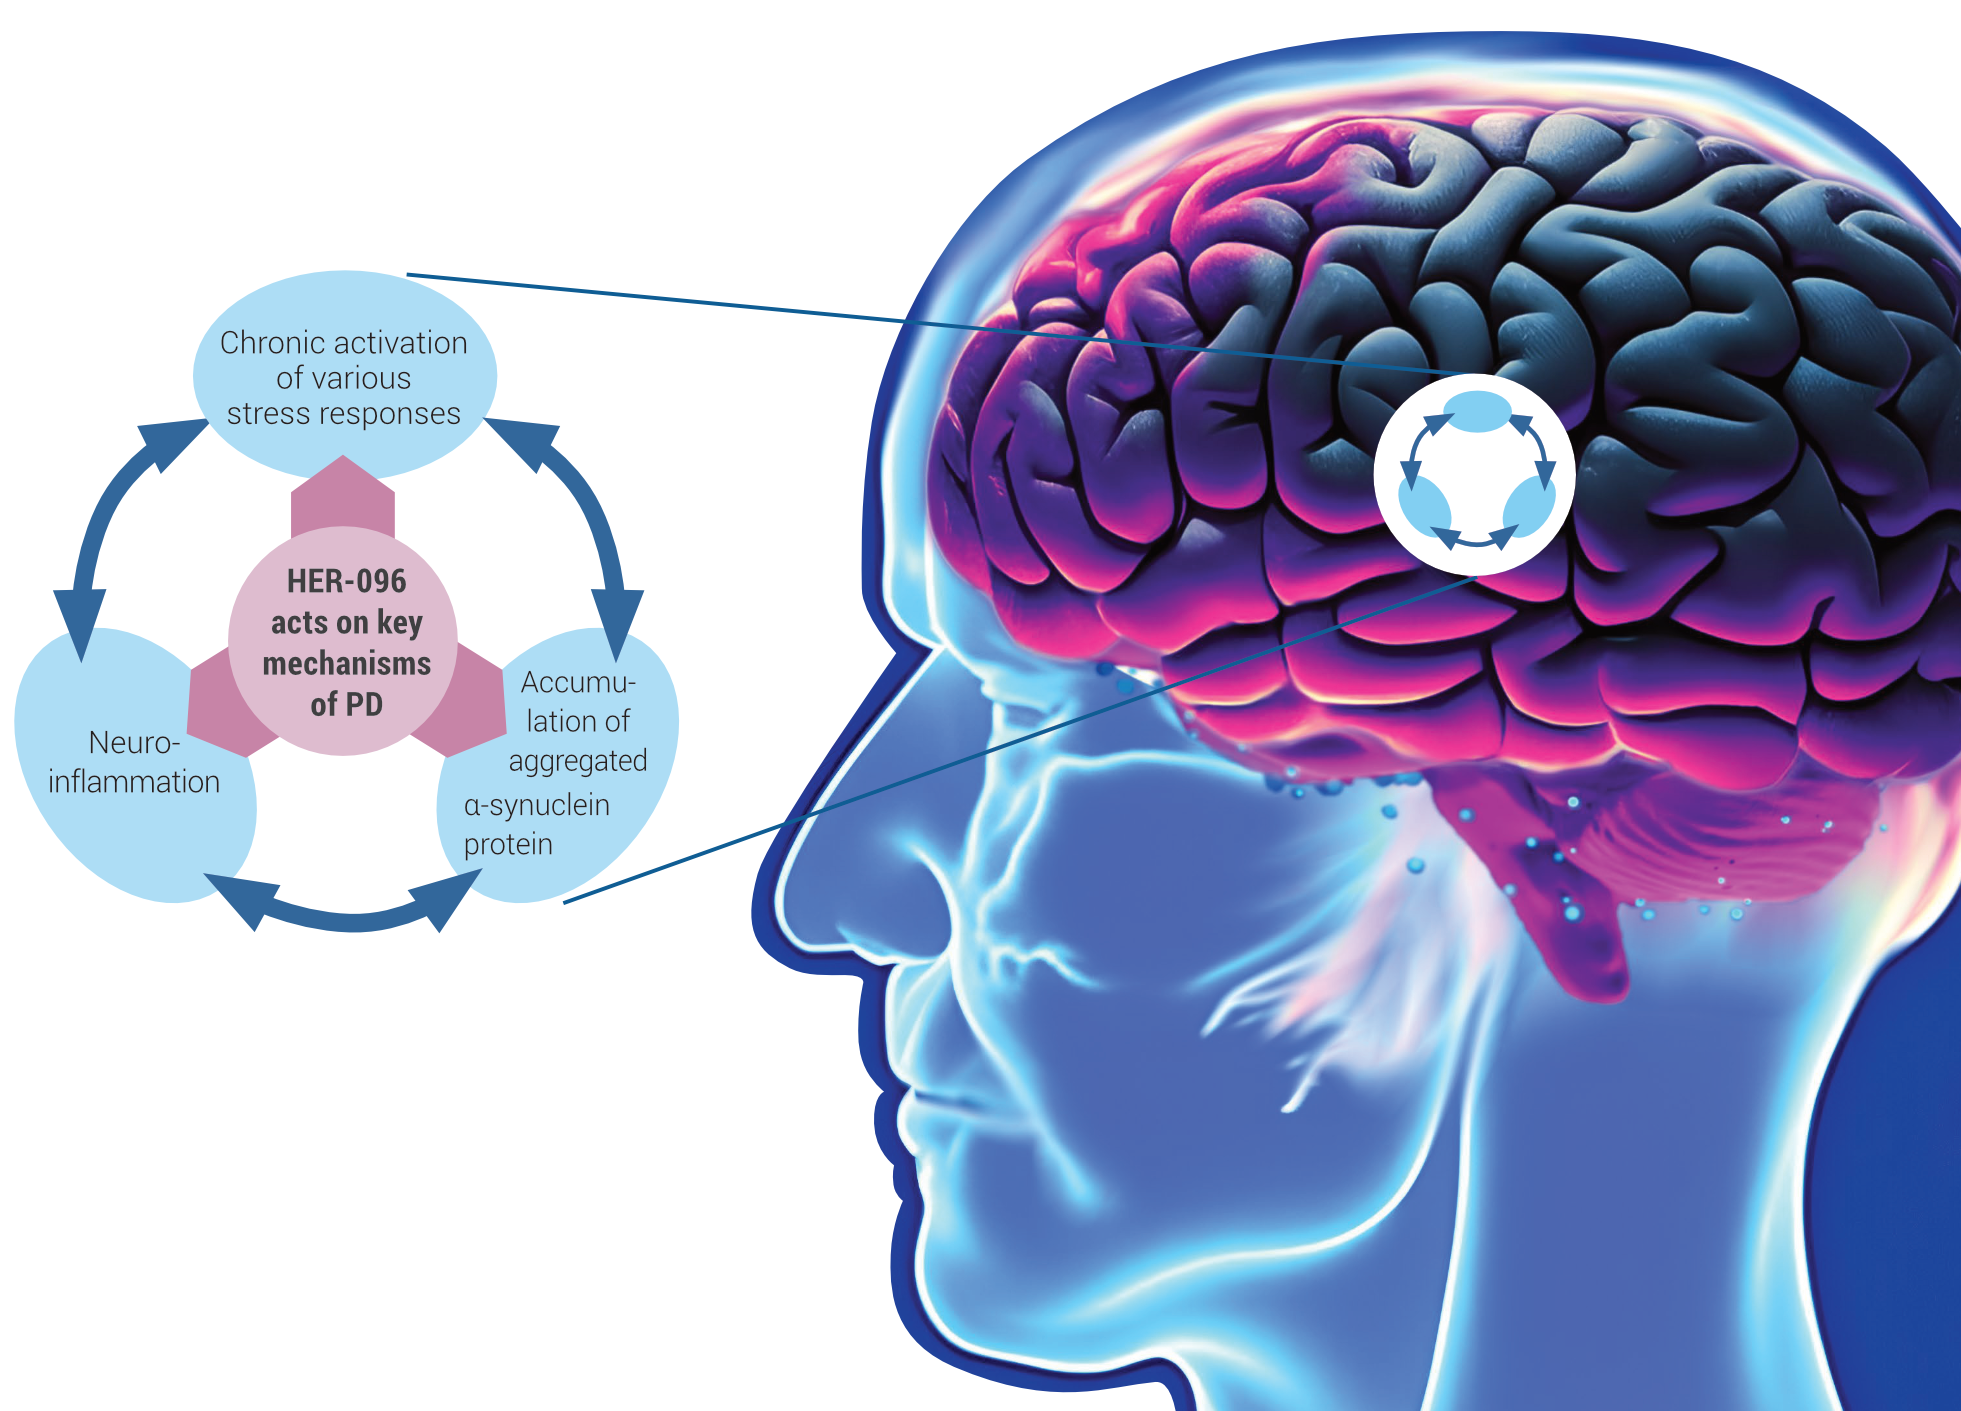 Chronic activation
of various
stress responses
HER-096
acts on key
mechanisms
of PD
Neuro-
inflammation
Accumu-
lation of
aggregated
α-synuclein
protein